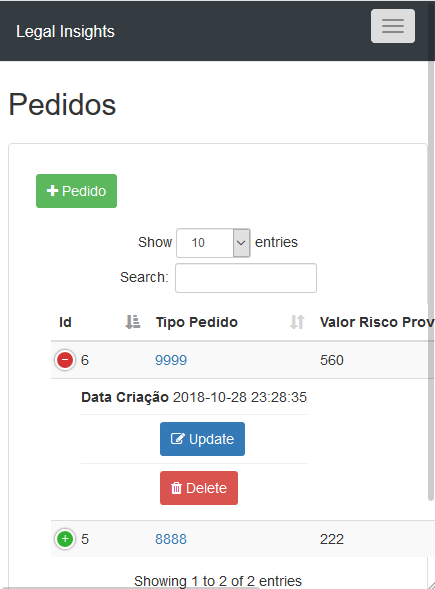 Legal Insights
Pedidos
Pedido
Show 10 entries
Search:
Id Tipo Pedido Valor Risco Prov
6 9999 560
Data Criação 2018-10-28 23:28:35
Update
Delete
5 8888 222
Showing 1 to 2 of 2 entries